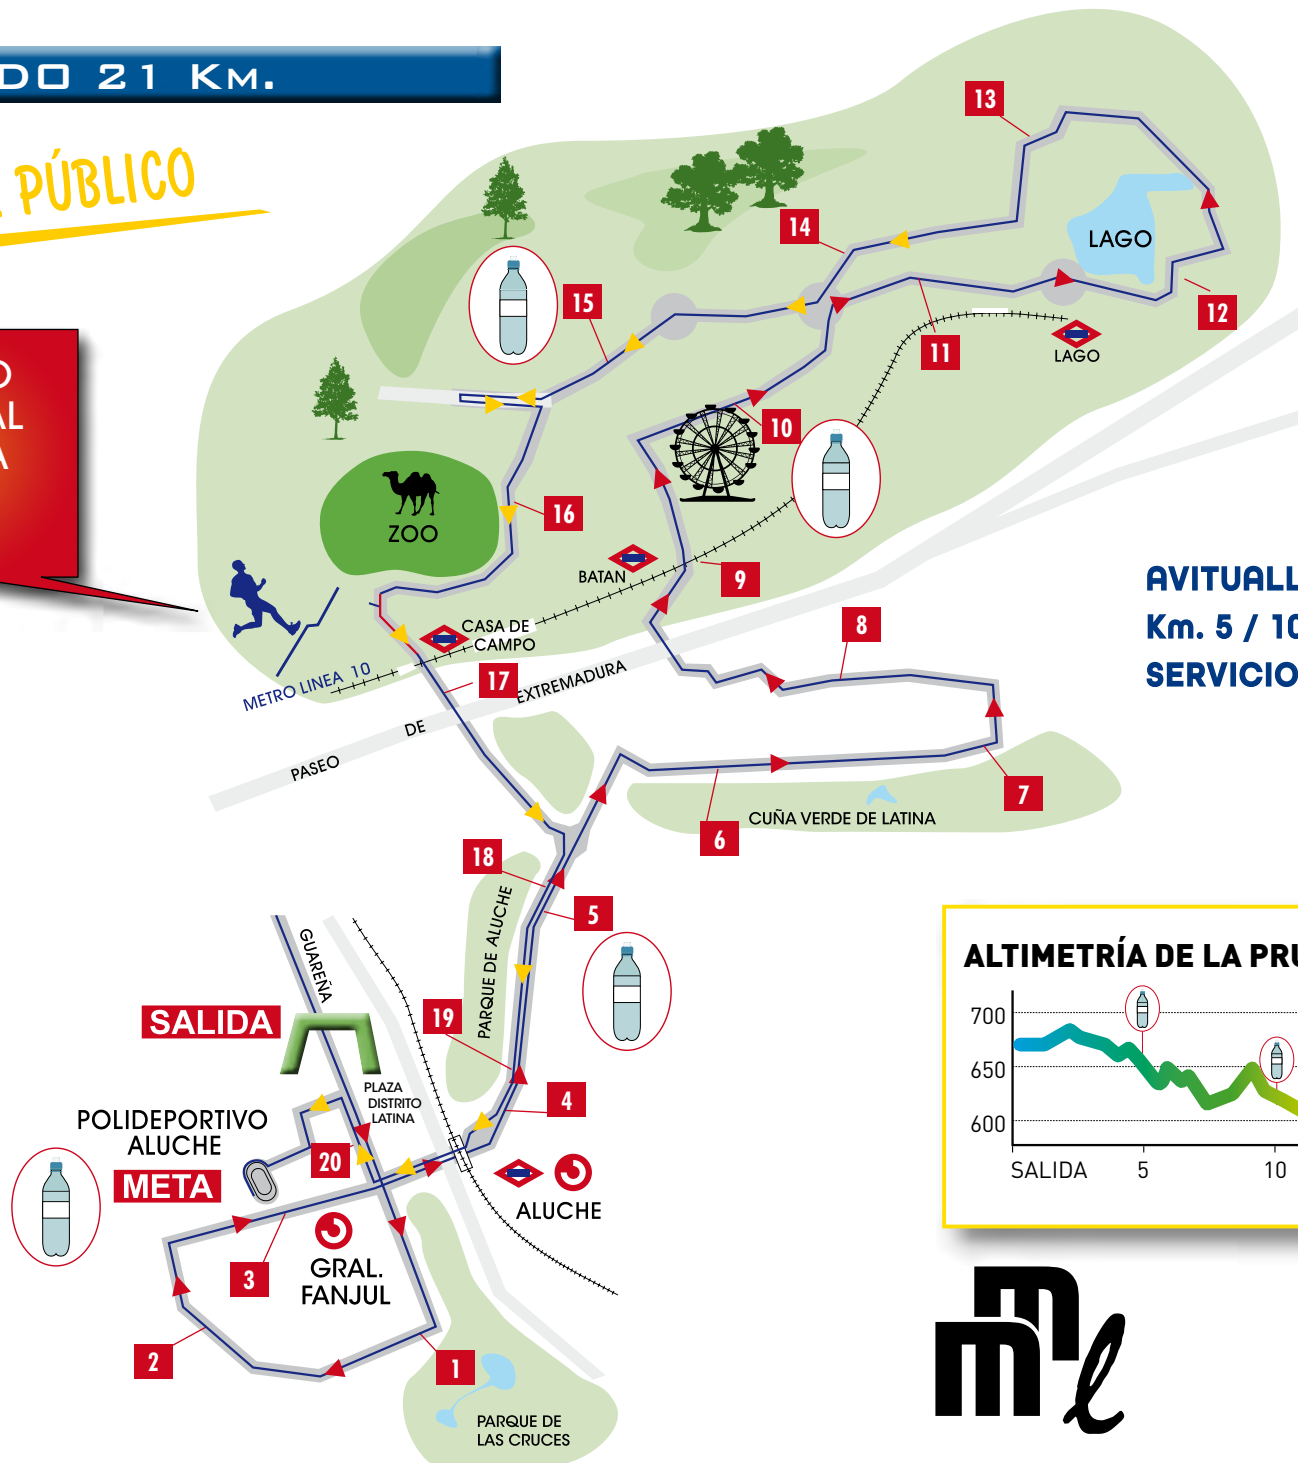 DO 21 KM.
PÚBLICO
O
AL
A
13
14
LAGO
15
12
11
LAGO
10
16
ZOO
BATAN
9
CASA DE
CAMPO
8
METRO LINEA 10
17
EXTREMADURA
DE
PASEO
7
CUÑA VERDE DE LATINA
6
18
5
PARQUE DE ALUCHE
AVITUALL
Km. 5 / 10
SERVICIO
GUAREÑA
SALIDA
19
PLAZA
DISTRITO
LATINA
4
POLIDEPORTIVO
ALUCHE
META
20
ALUCHE
3
GRAL.
FANJUL
2
1
PARQUE DE
LAS CRUCES
ALTIMETRÍA DE LA PRU
700
650
600
SALIDA 5 10
mml